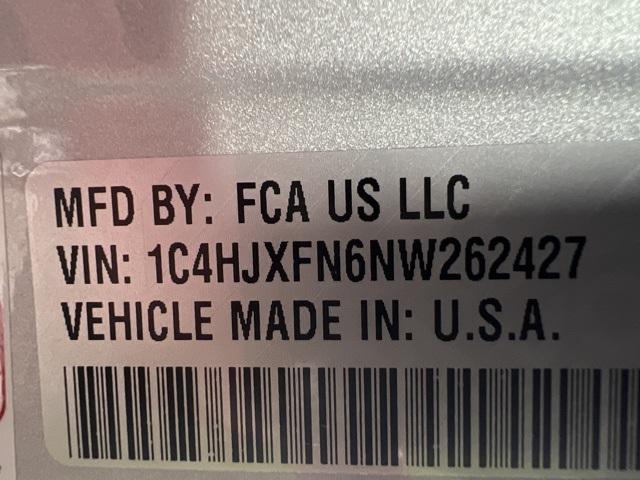 MFD BY: FCA US LLC
VIN: 1C4HJXFN6NW262427
VEHICLE MADE IN: U.S.A.